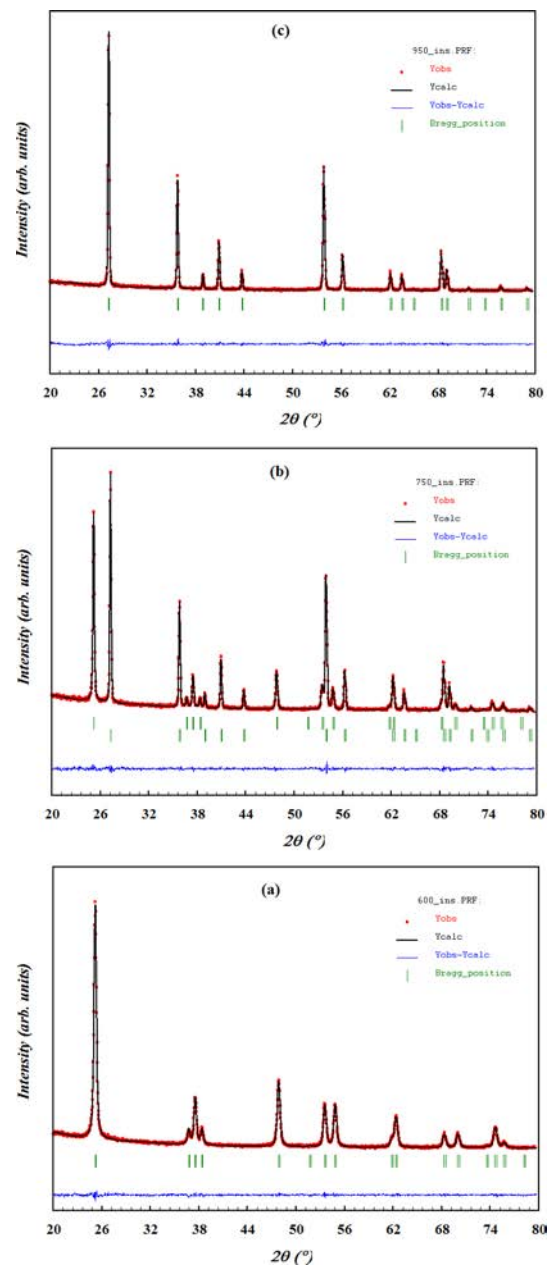 (c)
950_ins.PRF:
Yobs
Ycalc
Yobs-Ycalc
Bragg_position
Intensity (arb. units)
20 26 32 38 44 50 56 62 68 74 80
2θ (°)
(b)
750_ins.PRF:
Yobs
Ycalc
Yobs-Ycalc
Bragg_position
Intensity (arb. units)
20 26 32 38 44 50 56 62 68 74 80
2θ (°)
(a)
600_ins.PRF:
Yobs
Ycalc
Yobs-Ycalc
Bragg_position
Intensity (arb. units)
20 26 32 38 44 50 56 62 68 74 80
2θ (°)